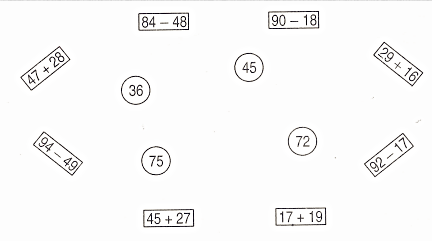 84 – 48
90 – 18
47 + 28
45
29 + 16
36
94 – 49
75
72
92 – 17
45 + 27
17 + 19